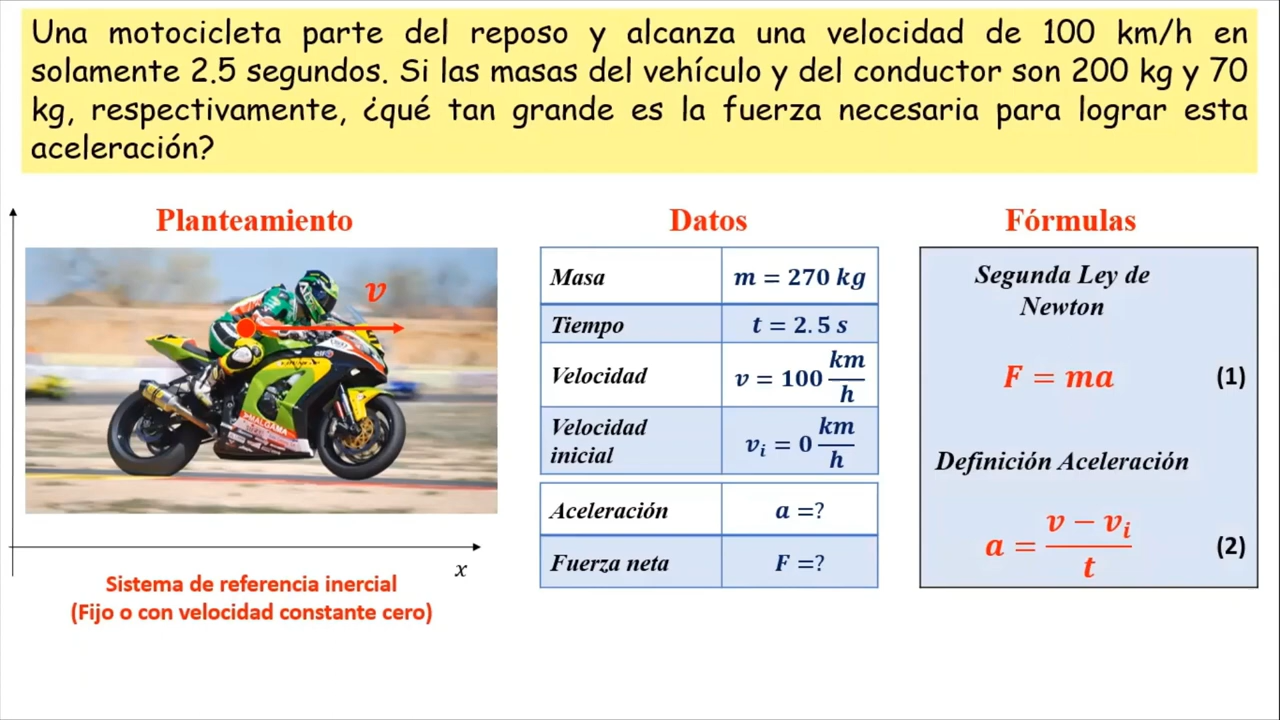 Una motocicleta parte del reposo y alcanza una velocidad de 100 km/h en
solamente 2.5 segundos. Si las masas del vehículo y del conductor son 200 kg y 70
kg, respectivamente, ¿qué tan grande es la fuerza necesaria para lograr esta
aceleración?
Planteamiento
v
x
Sistema de referencia inercial
(Fijo o con velocidad constante cero)
Datos
Masa m = 270 kg
Tiempo t = 2.5 s
Velocidad v = 100 km/h
Velocidad
inicial v_i = 0 km/h
Aceleración a =?
Fuerza neta F =?
Fórmulas
Segunda Ley de
Newton
F = ma (1)
Definición Aceleración
a = (v − v_i)/t (2)